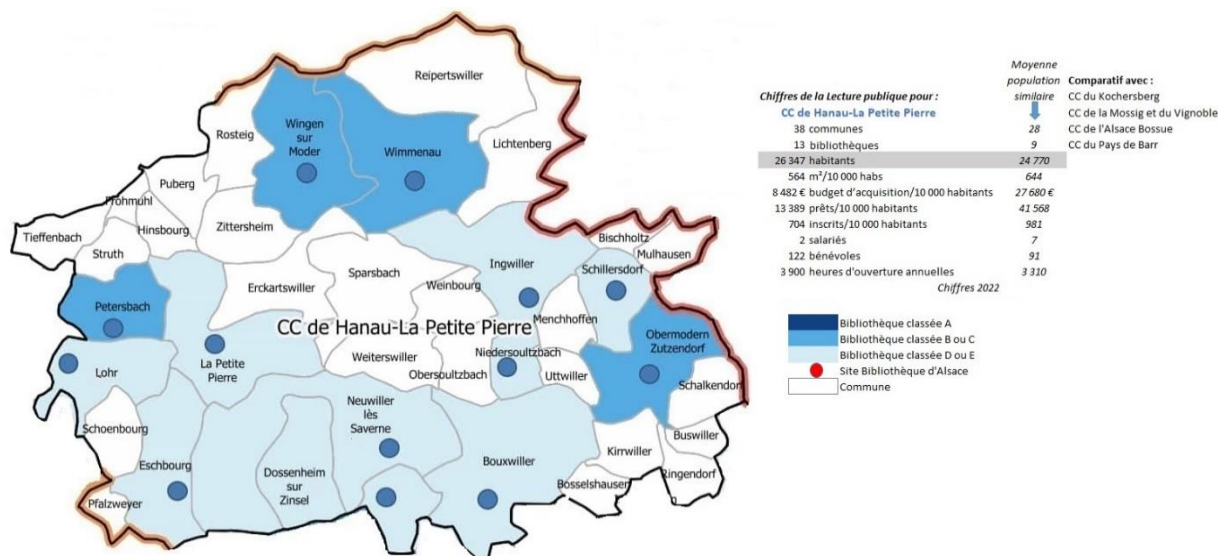 Reipertswiller
Wingen
sur
Moder
Rosteig
Wimmenau
Lichtenberg
Puberg
Frohmuhl
Hinsbourg
Zittersheim
Tieffenbach
Struth
Bischholtz
Mulhausen
Ingwiller
Schillersdorf
Sparsbach
Erckartswiller
Weinbourg
Petersbach
Menchhoffen
CC de Hanau-La Petite Pierre
Obermodern
Zutzendorf
La Petite
Pierre
Niedersoultzbach
Weiterswiller
Lohr
Obersoultzbach
Uttwiller
Schalkendorf
Neuwiller
lès
Saverne
Schoenbourg
Buswiller
Kirrwiller
Eschbourg
Bouxwiller
Dossenheim
sur
Zinsel
Ringendorf
Bosselshausen
Pfalzweyer
Moyenne
population
similaire
Comparatif avec :
Chiffres de la Lecture publique pour :
CC du Kochersberg
CC de Hanau-La Petite Pierre
CC de la Mossig et du Vignoble
38 communes 28 CC de l'Alsace Bossue
13 bibliothèques 9 CC du Pays de Barr
26 347 habitants 24 770
564 m²/10 000 habs 644
8 482 € budget d'acquisition/10 000 habitants 27 680 €
13 389 prêts/10 000 habitants 41 568
704 inscrits/10 000 habitants 981
2 salariés 7
122 bénévoles 91
3 900 heures d'ouverture annuelles 3 310
Chiffres 2022
Bibliothèque classée A
Bibliothèque classée B ou C
Bibliothèque classée D ou E
Site Bibliothèque d'Alsace
Commune